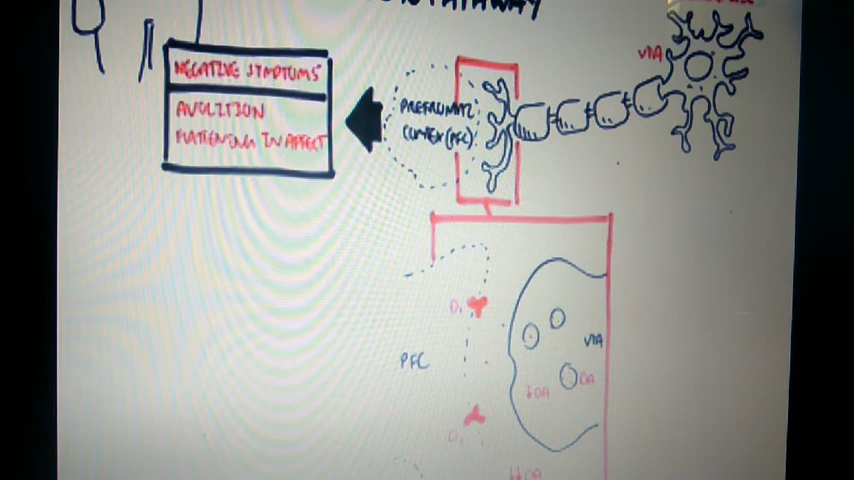 PATHWAY
NEGATIVE SYMPTOMS
AVOLITION
FLATTENING IN AFFECT
PREFRONTAL
CORTEX (PFC)
VTA
D1
PFC
VTA
DA
↓DA
D1
↓↓DA